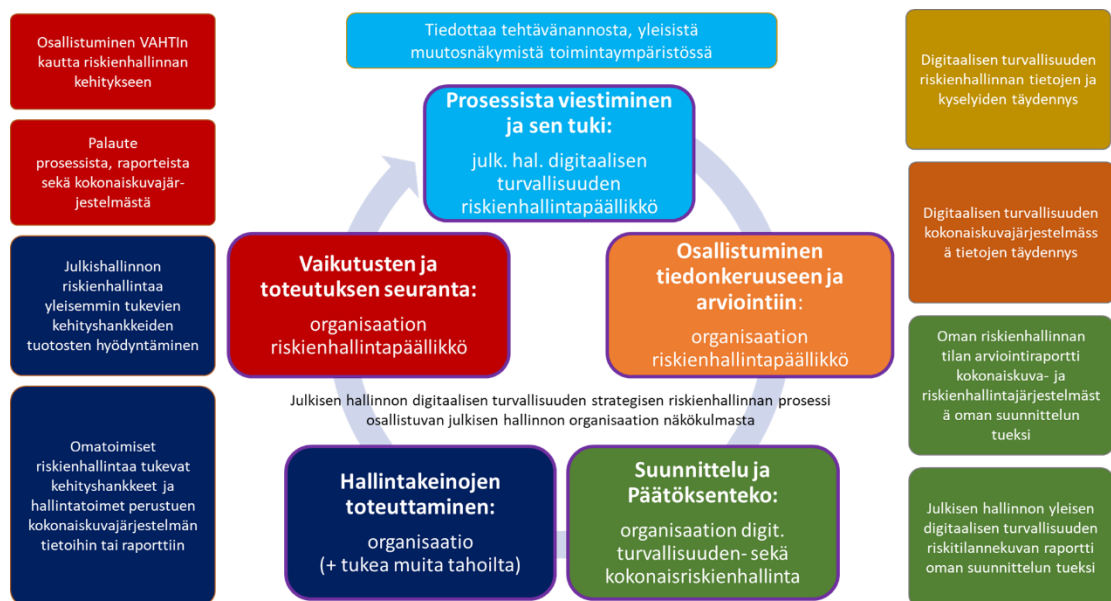 Tiedottaa tehtävänannosta, yleisistä
muutosnäkymistä toimintaympäristössä
Osallistuminen VAHTIn
kautta riskienhallinnan
kehitykseen
Palaute
prosessista, raporteista
sekä kokonaiskuvajär-
jestelmästä
Julkishallinnon
riskienhallintaa
yleisemmin tukevien
kehityshankkeiden
tuotosten hyödyntäminen
Omatoimiset
riskienhallintaa tukevat
kehityshankkeet ja
hallintatoimet perustuen
kokonaiskuvajärjestelmän
tietoihin tai raporttiin
Prosessista viestiminen
ja sen tuki:
julk. hal. digitaalisen
turvallisuuden
riskienhallintapäällikkö
Vaikutusten ja
toteutuksen seuranta:
organisaation
riskienhallintapäällikkö
Osallistuminen
tiedonkeruuseen ja
arviointiin:
organisaation
riskienhallintapäällikkö
Julkisen hallinnon digitaalisen turvallisuuden strategisen riskienhallinnan prosessi
osallistuvan julkisen hallinnon organisaation näkökulmasta
Hallintakeinojen
toteuttaminen:
organisaatio
(+ tukea muita tahoilta)
Suunnittelu ja
Päätöksenteko:
organisaation digit.
turvallisuuden- sekä
kokonaisriskienhallinta
Digitaalisen turvallisuuden
riskienhallinnan tietojen ja
kyselyiden täydennys
Digitaalisen turvallisuuden
kokonaiskuvajärjestelmäss
ä tietojen täydennys
Oman riskienhallinnan
tilan arviointiraportti
kokonaiskuva- ja
riskienhallintajärjestelmäst
ä oman suunnittelun
tueksi
Julkisen hallinnon yleisen
digitaalisen turvallisuuden
riskitilannekuvan raportti
oman suunnittelun tueksi